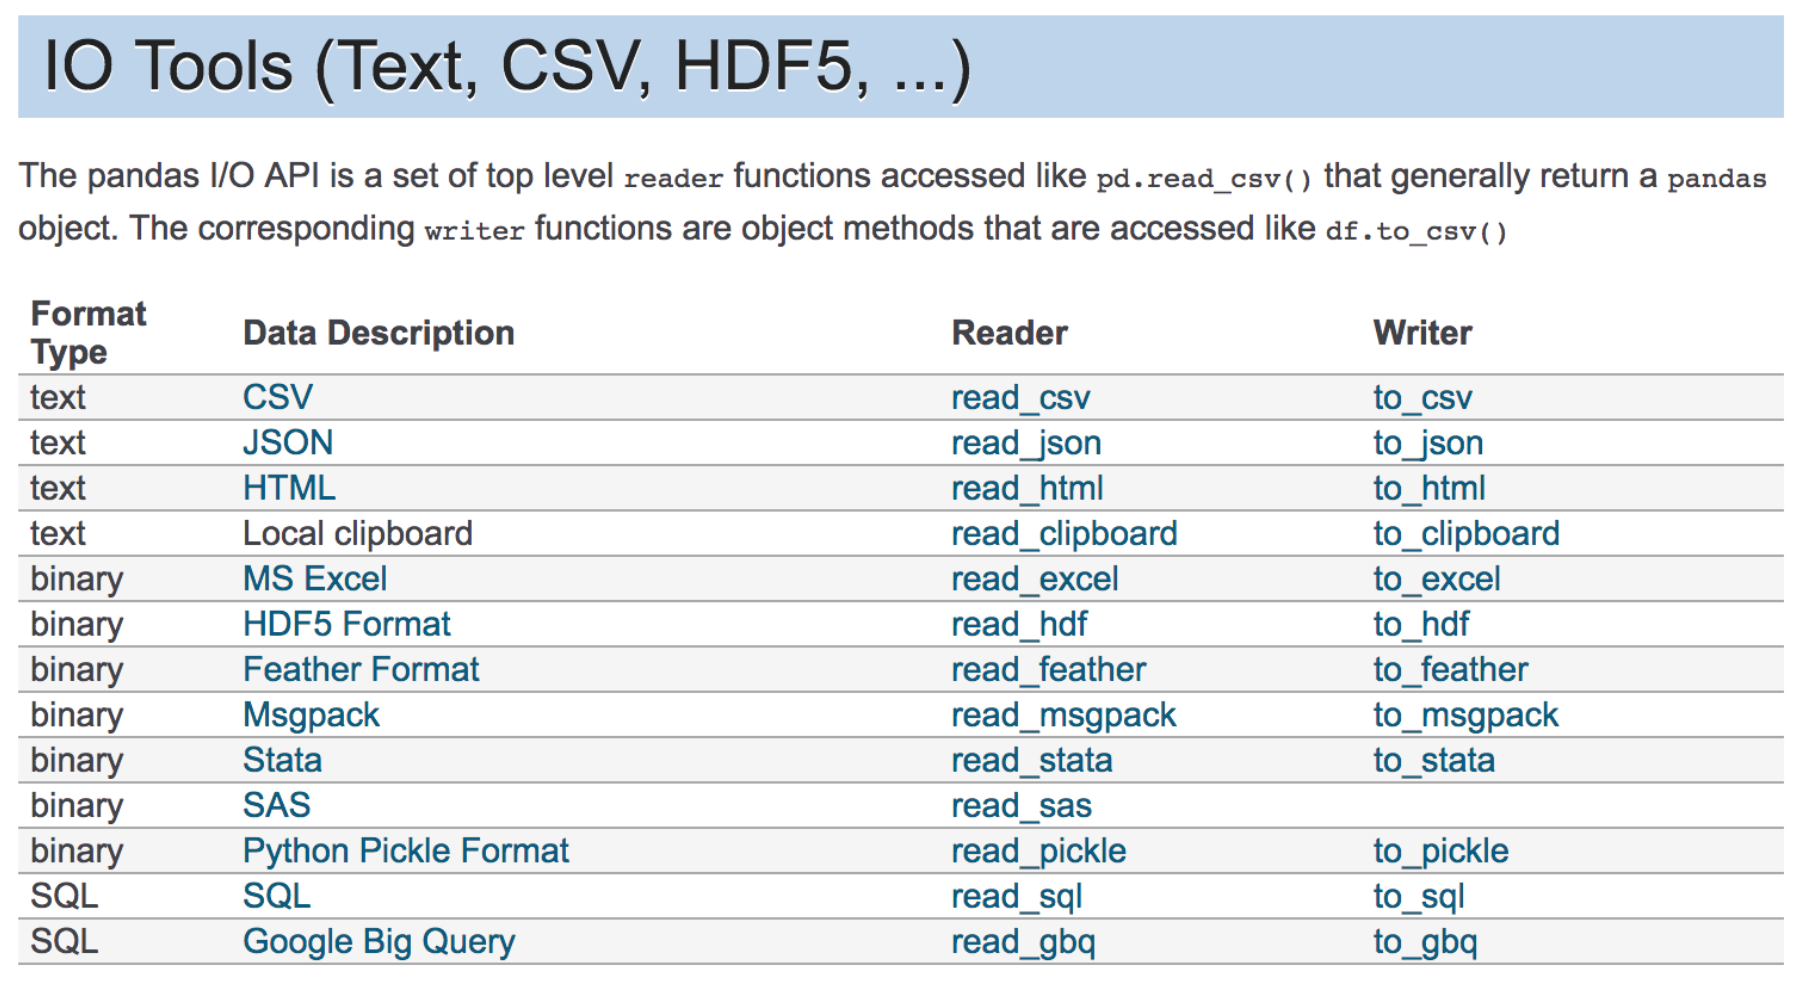 IO Tools (Text, CSV, HDF5, ...)
The pandas I/O API is a set of top level reader functions accessed like pd.read_csv() that generally return a pandas
object. The corresponding writer functions are object methods that are accessed like df.to_csv()
Format Type Data Description Reader Writer
text CSV read_csv to_csv
text JSON read_json to_json
text HTML read_html to_html
text Local clipboard read_clipboard to_clipboard
binary MS Excel read_excel to_excel
binary HDF5 Format read_hdf to_hdf
binary Feather Format read_feather to_feather
binary Msgpack read_msgpack to_msgpack
binary Stata read_stata to_stata
binary SAS read_sas
binary Python Pickle Format read_pickle to_pickle
SQL SQL read_sql to_sql
SQL Google Big Query read_gbq to_gbq